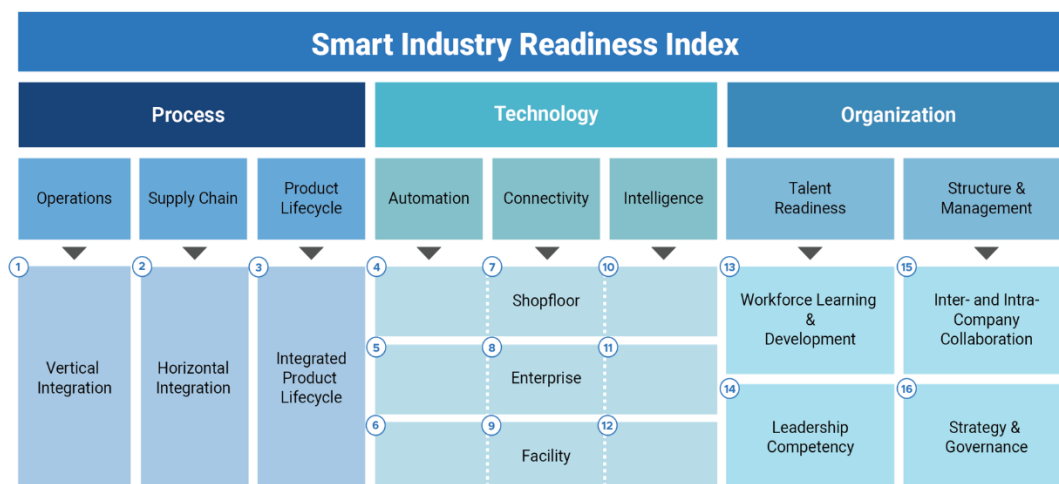 Smart Industry Readiness Index
Process
Technology
Organization
Operations
Supply Chain
Product
Lifecycle
Automation
Connectivity
Intelligence
Talent
Readiness
Structure &
Management
1
2
3
4
7
10
13
15
Vertical
Integration
Horizontal
Integration
Integrated
Product
Lifecycle
Shopfloor
5
8
11
Enterprise
6
9
12
Facility
Workforce Learning
&
Development
Inter- and Intra-
Company
Collaboration
14
16
Leadership
Competency
Strategy &
Governance